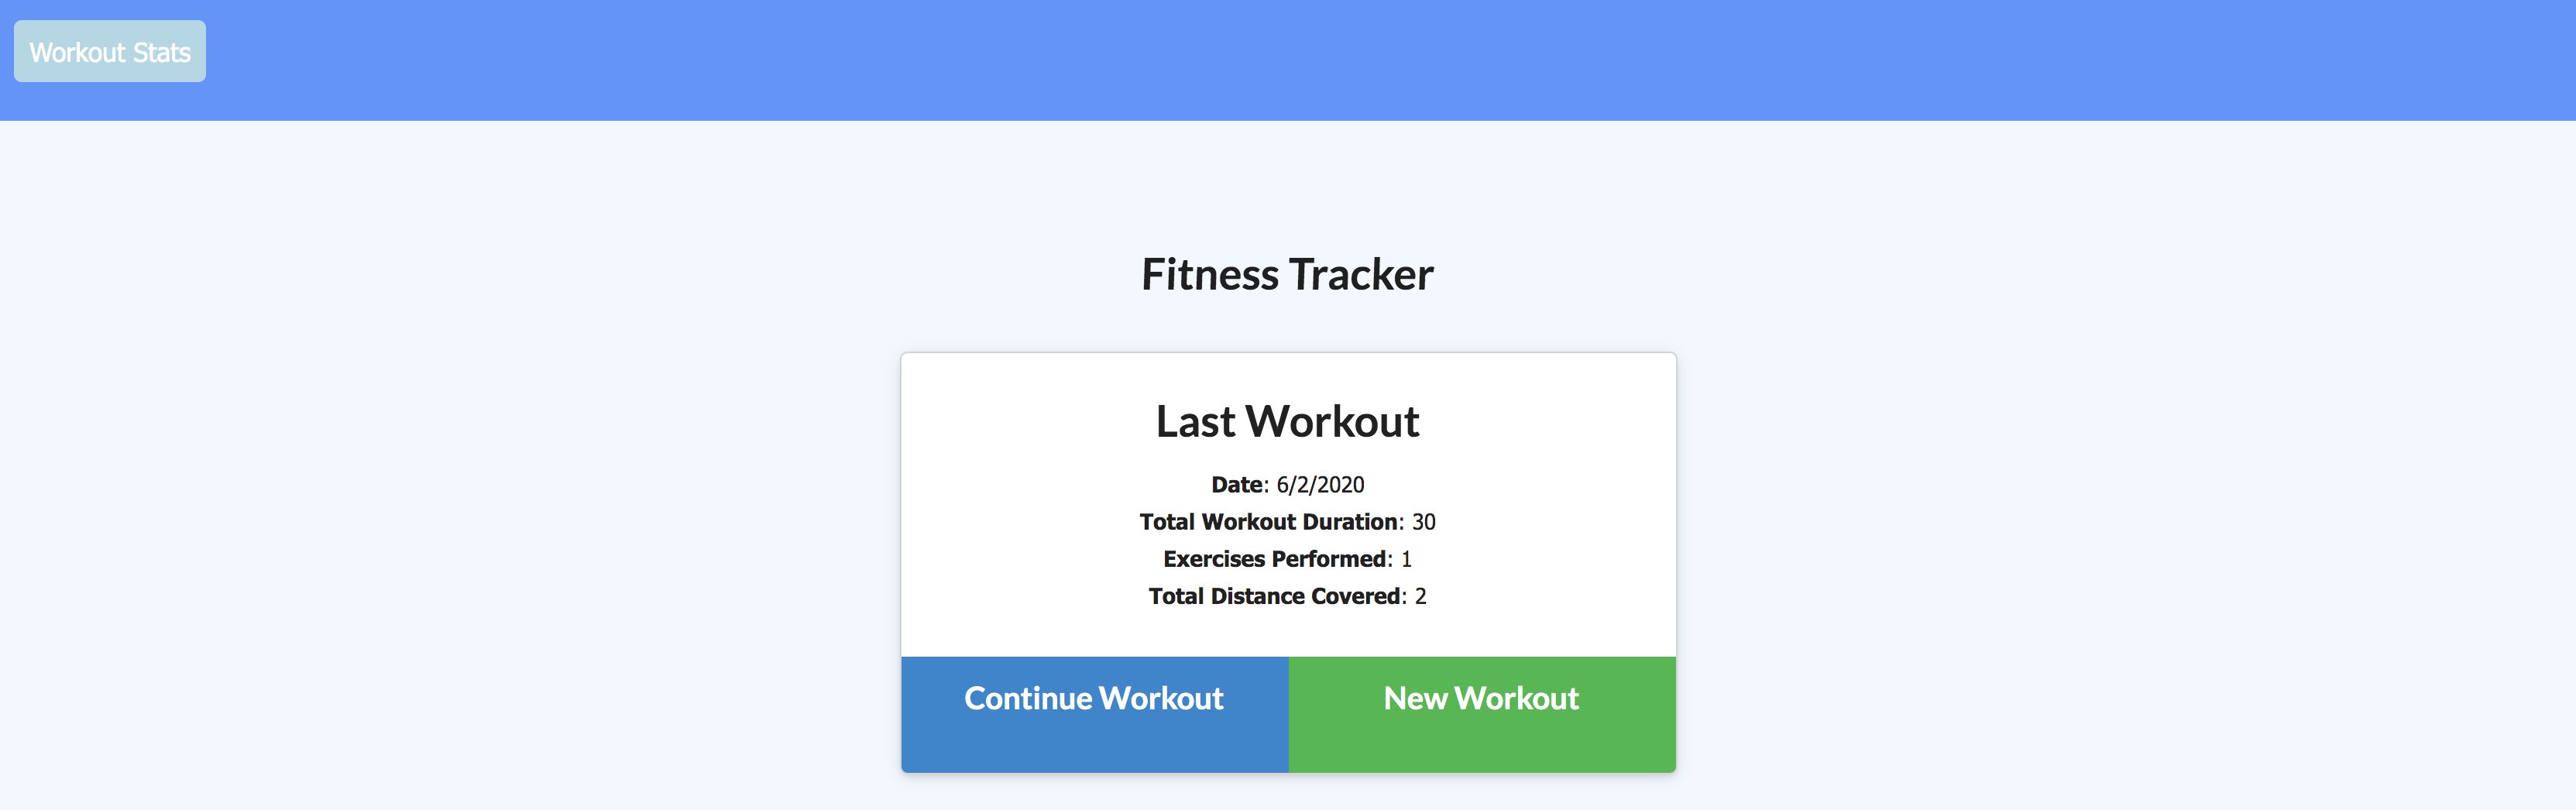 Workout Stats
Fitness Tracker
Last Workout
Date: 6/2/2020
Total Workout Duration: 30
Exercises Performed: 1
Total Distance Covered: 2
Continue Workout
New Workout